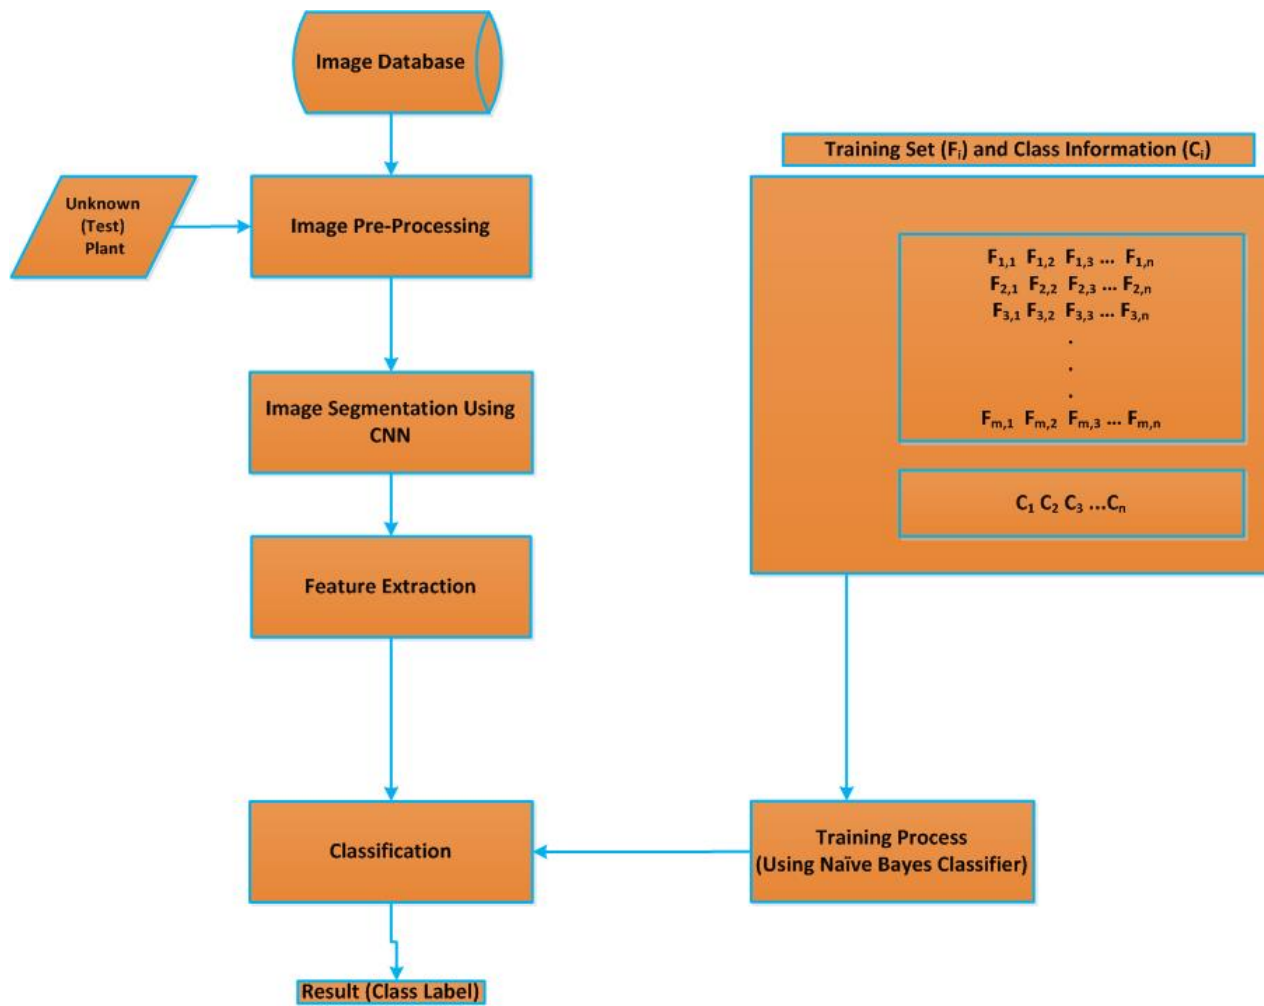 Image Database
Unknown
(Test)
Plant
Image Pre-Processing
Image Segmentation Using
CNN
Feature Extraction
Classification
Result (Class Label)
Training Set (Fᵢ) and Class Information (Cᵢ)
F₁,₁ F₁,₂ F₁,₃ ... F₁,ₙ
F₂,₁ F₂,₂ F₂,₃ ... F₂,ₙ
F₃,₁ F₃,₂ F₃,₃ ... F₃,ₙ
.
.
.
Fₘ,₁ Fₘ,₂ Fₘ,₃ ... Fₘ,ₙ
C₁ C₂ C₃ ...Cₙ
Training Process
(Using Naïve Bayes Classifier)